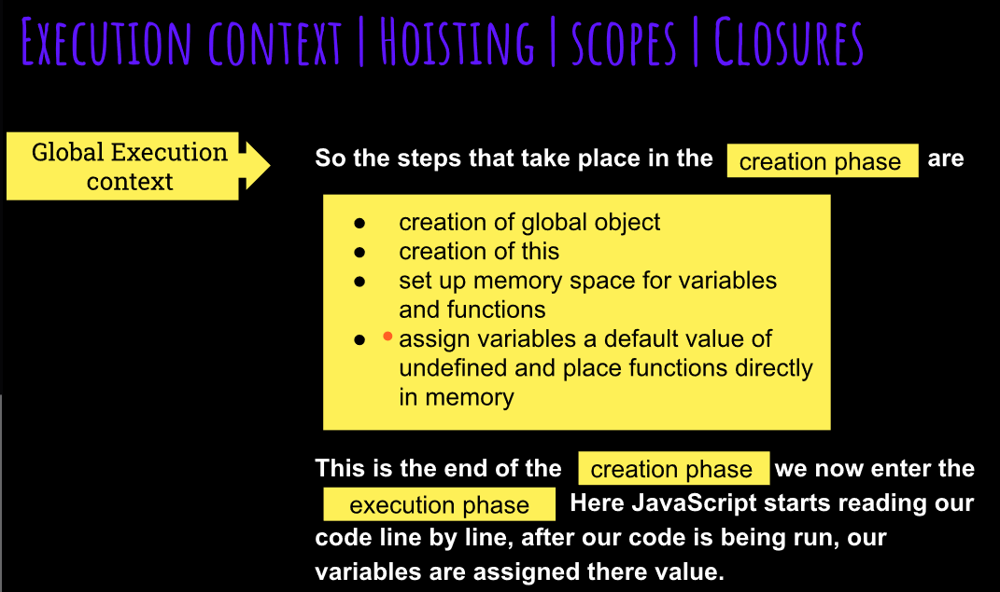 Execution context | Hoisting | scopes | Closures
Global Execution
context
So the steps that take place in the creation phase are
● creation of global object
● creation of this
● set up memory space for variables
and functions
● assign variables a default value of
undefined and place functions directly
in memory
This is the end of the creation phase we now enter the
execution phase Here JavaScript starts reading our
code line by line, after our code is being run, our
variables are assigned there value.